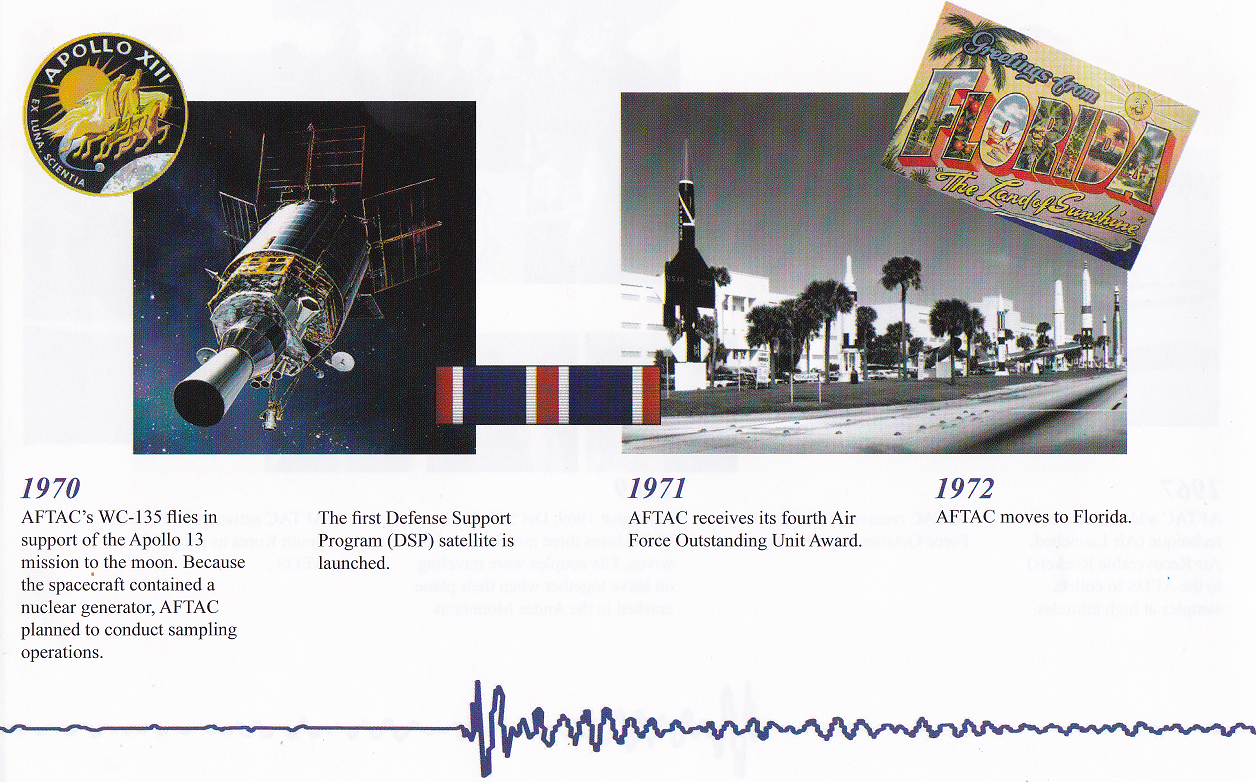 APOLLO XIII
EX LUNA, SCIENTIA
Greetings from
FLORIDA
"The Land of Sunshine"
US AIR FORCE
1970
AFTAC's WC-135 flies in
support of the Apollo 13
mission to the moon. Because
the spacecraft contained a
nuclear generator, AFTAC
planned to conduct sampling
operations.
The first Defense Support
Program (DSP) satellite is
launched.
1971
AFTAC receives its fourth Air
Force Outstanding Unit Award.
1972
AFTAC moves to Florida.